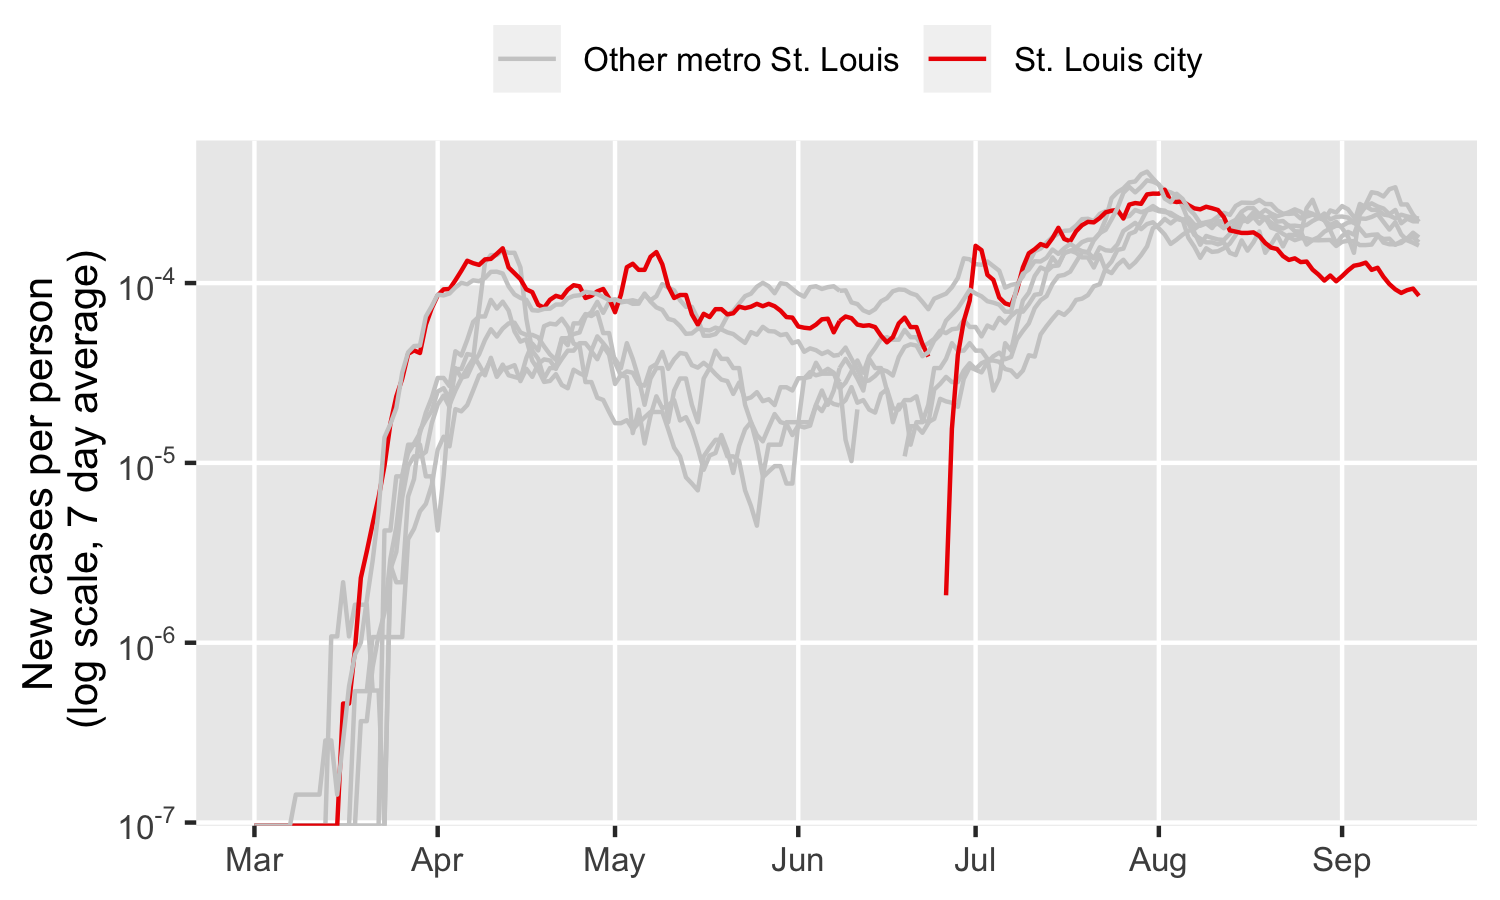 Other metro St. Louis
St. Louis city
New cases per person
(log scale, 7 day average)
10⁻⁴
10⁻⁵
10⁻⁶
10⁻⁷
Mar Apr May Jun Jul Aug Sep